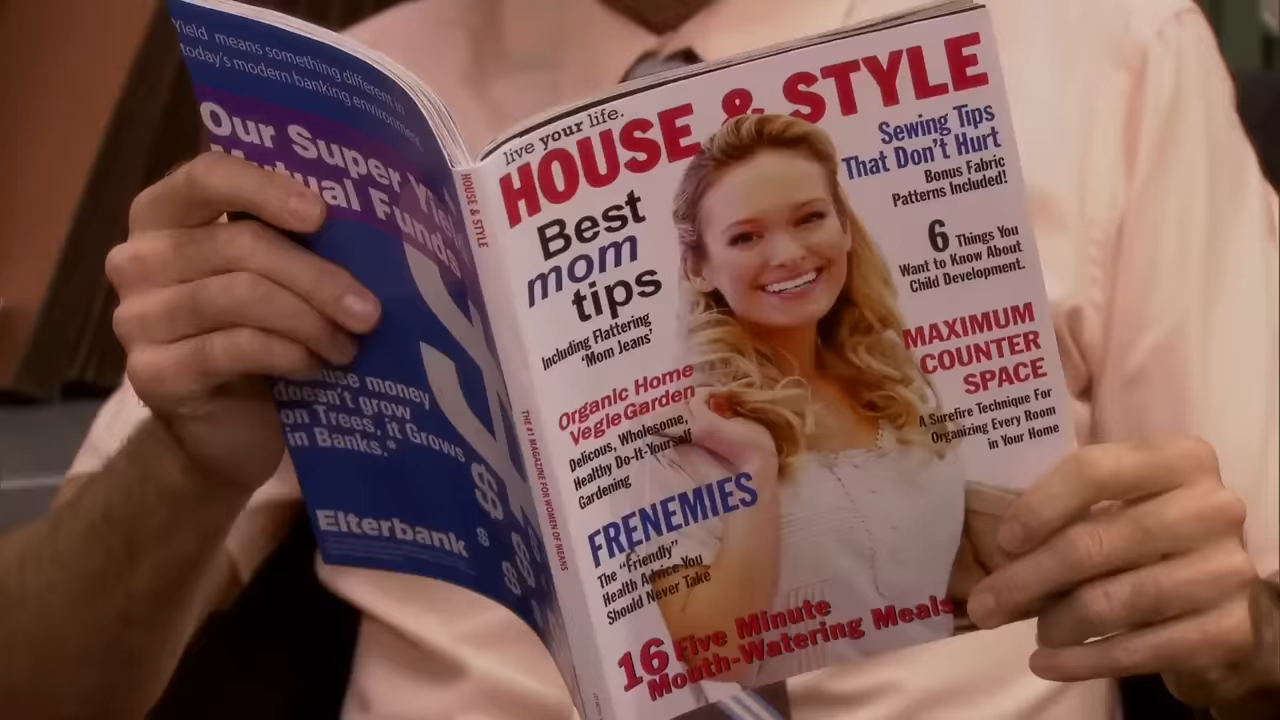 Yield means something different in
today's modern banking environment
Our Super Yield
Mutual Funds
money
doesn't grow
on Trees, it Grows
in Banks.*
Elterbank
$
$
$
$
HOUSE & STYLE
THE #1 MAGAZINE FOR WOMEN OF MEANS
live your life.
HOUSE & STYLE
Best
mom
tips
Including Flattering
'Mom Jeans'
Organic Home
Vegie Garden
Delicous, Wholesome,
Healthy Do-It-Yourself
Gardening
FRENEMIES
The "Friendly"
Health Advice You
Should Never Take
16 Five Minute
Mouth-Watering Meals
Sewing Tips
That Don't Hurt
Bonus Fabric
Patterns Included!
6 Things You
Want to Know About
Child Development.
MAXIMUM
COUNTER
SPACE
A Surefire Technique For
Organizing Every Room
in Your Home